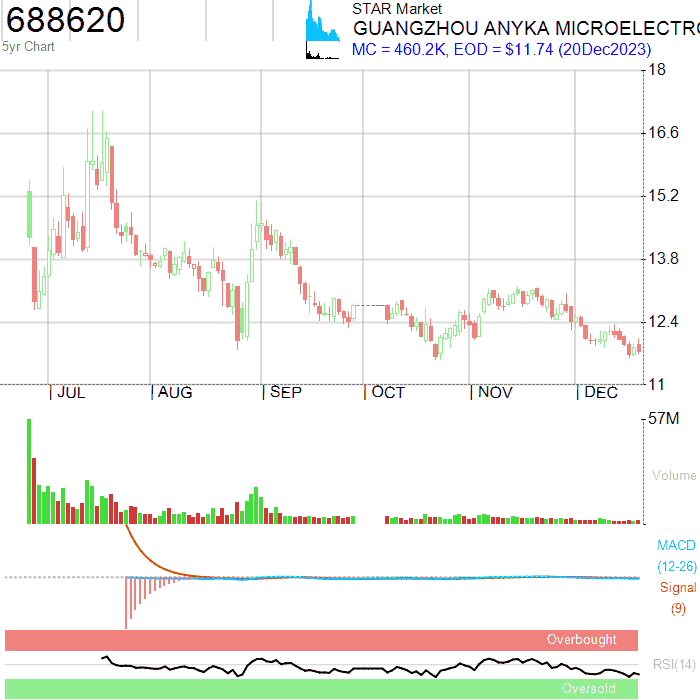 688620
5yr Chart
STAR Market
GUANGZHOU ANYKA MICROELECTRO
MC = 460.2K, EOD = $11.74 (20Dec2023)
18
16.6
15.2
13.8
12.4
11
JUL AUG SEP OCT NOV DEC
57M
Volume
MACD
(12-26)
Signal
(9)
Overbought
RSI(14)
Oversold